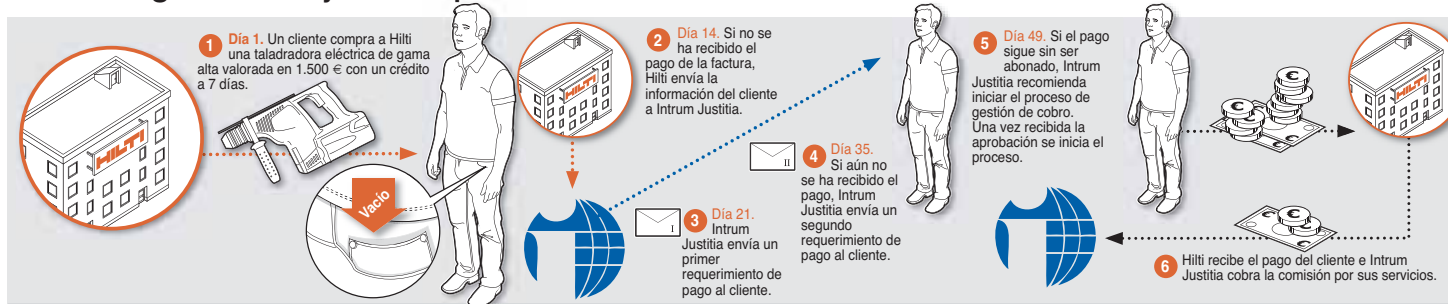 1 Día 1. Un cliente compra a Hilti
una taladradora eléctrica de gama
alta valorada en 1.500 € con un crédito
a 7 días.
HILTI
Vacío
2 Día 14. Si no se
ha recibido el
pago de la factura,
Hilti envía la
información del cliente
a Intrum Justitia.
HILTI
I
3 Día 21.
Intrum
Justitia envía un
primer
requerimiento de
pago al cliente.
II
4 Día 35.
Si aún no
se ha recibido el
pago, Intrum
Justitia envía un
segundo
requerimiento de
pago al cliente.
5 Día 49. Si el pago
sigue sin ser
abonado, Intrum
Justitia recomienda
iniciar el proceso de
gestión de cobro.
Una vez recibida la
aprobación se inicia el
proceso.
€
€
€
HILTI
€
6 Hilti recibe el pago del cliente e Intrum
Justitia cobra la comisión por sus servicios.